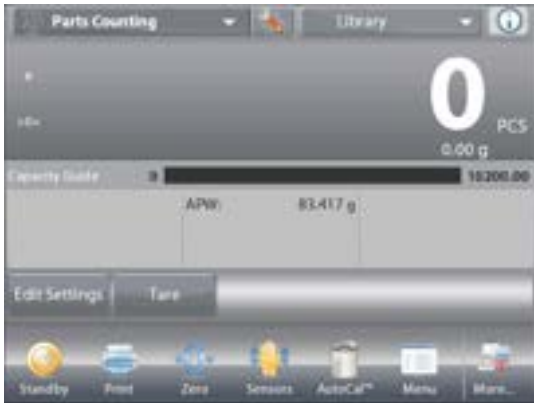 Parts Counting
Library
0
PCS
0.00 g
Capacity Guide 0 10200.00
APW: 83.417 g
Edit Settings
Tare
Standby
Print
Zero
Sensors
AutoCal™
Menu
More...